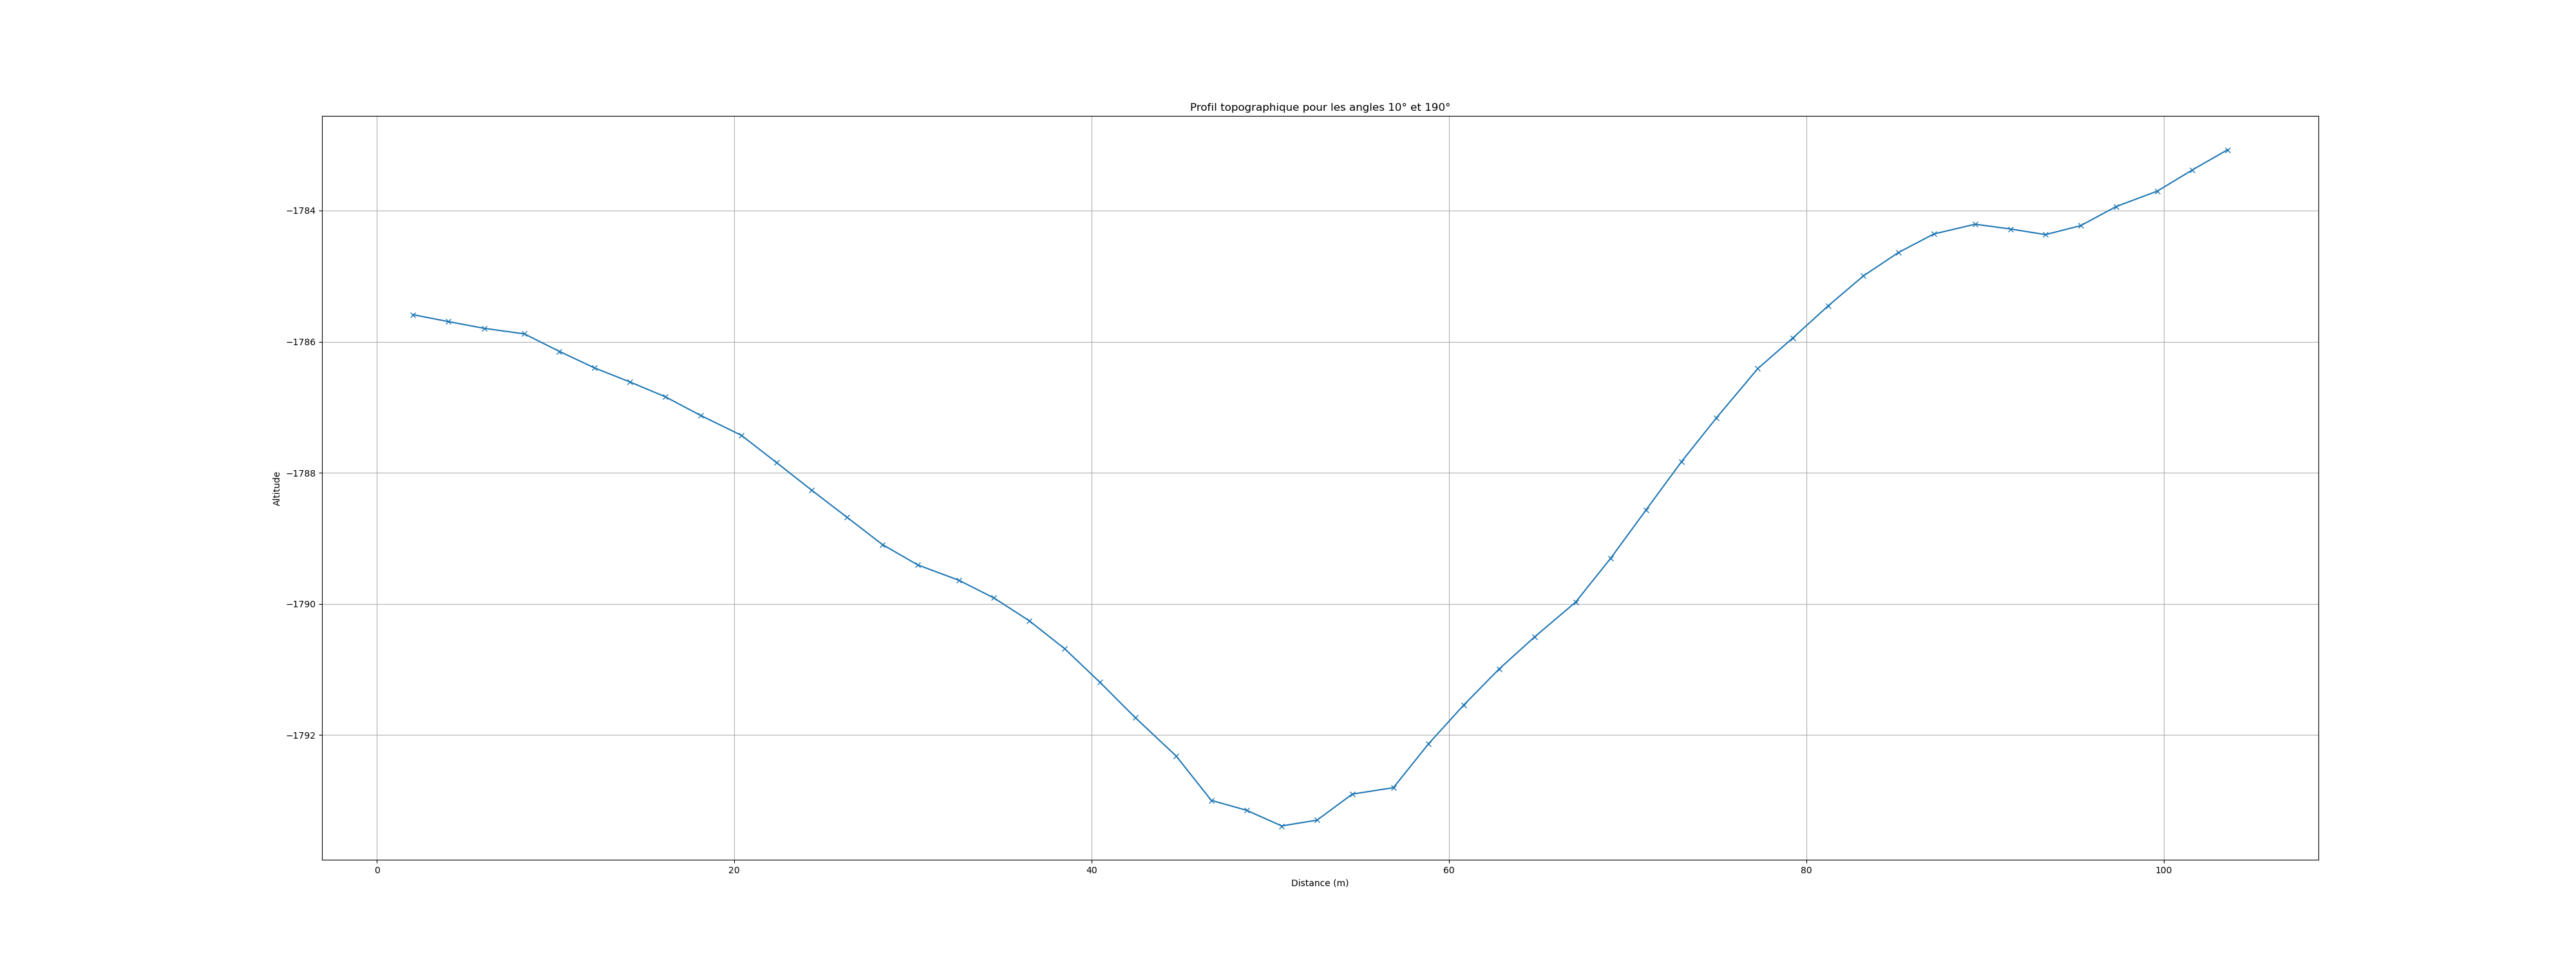 Profil topographique pour les angles 10° et 190°
Altitude
−1784
−1786
−1788
−1790
−1792
0 20 40 60 80 100
Distance (m)